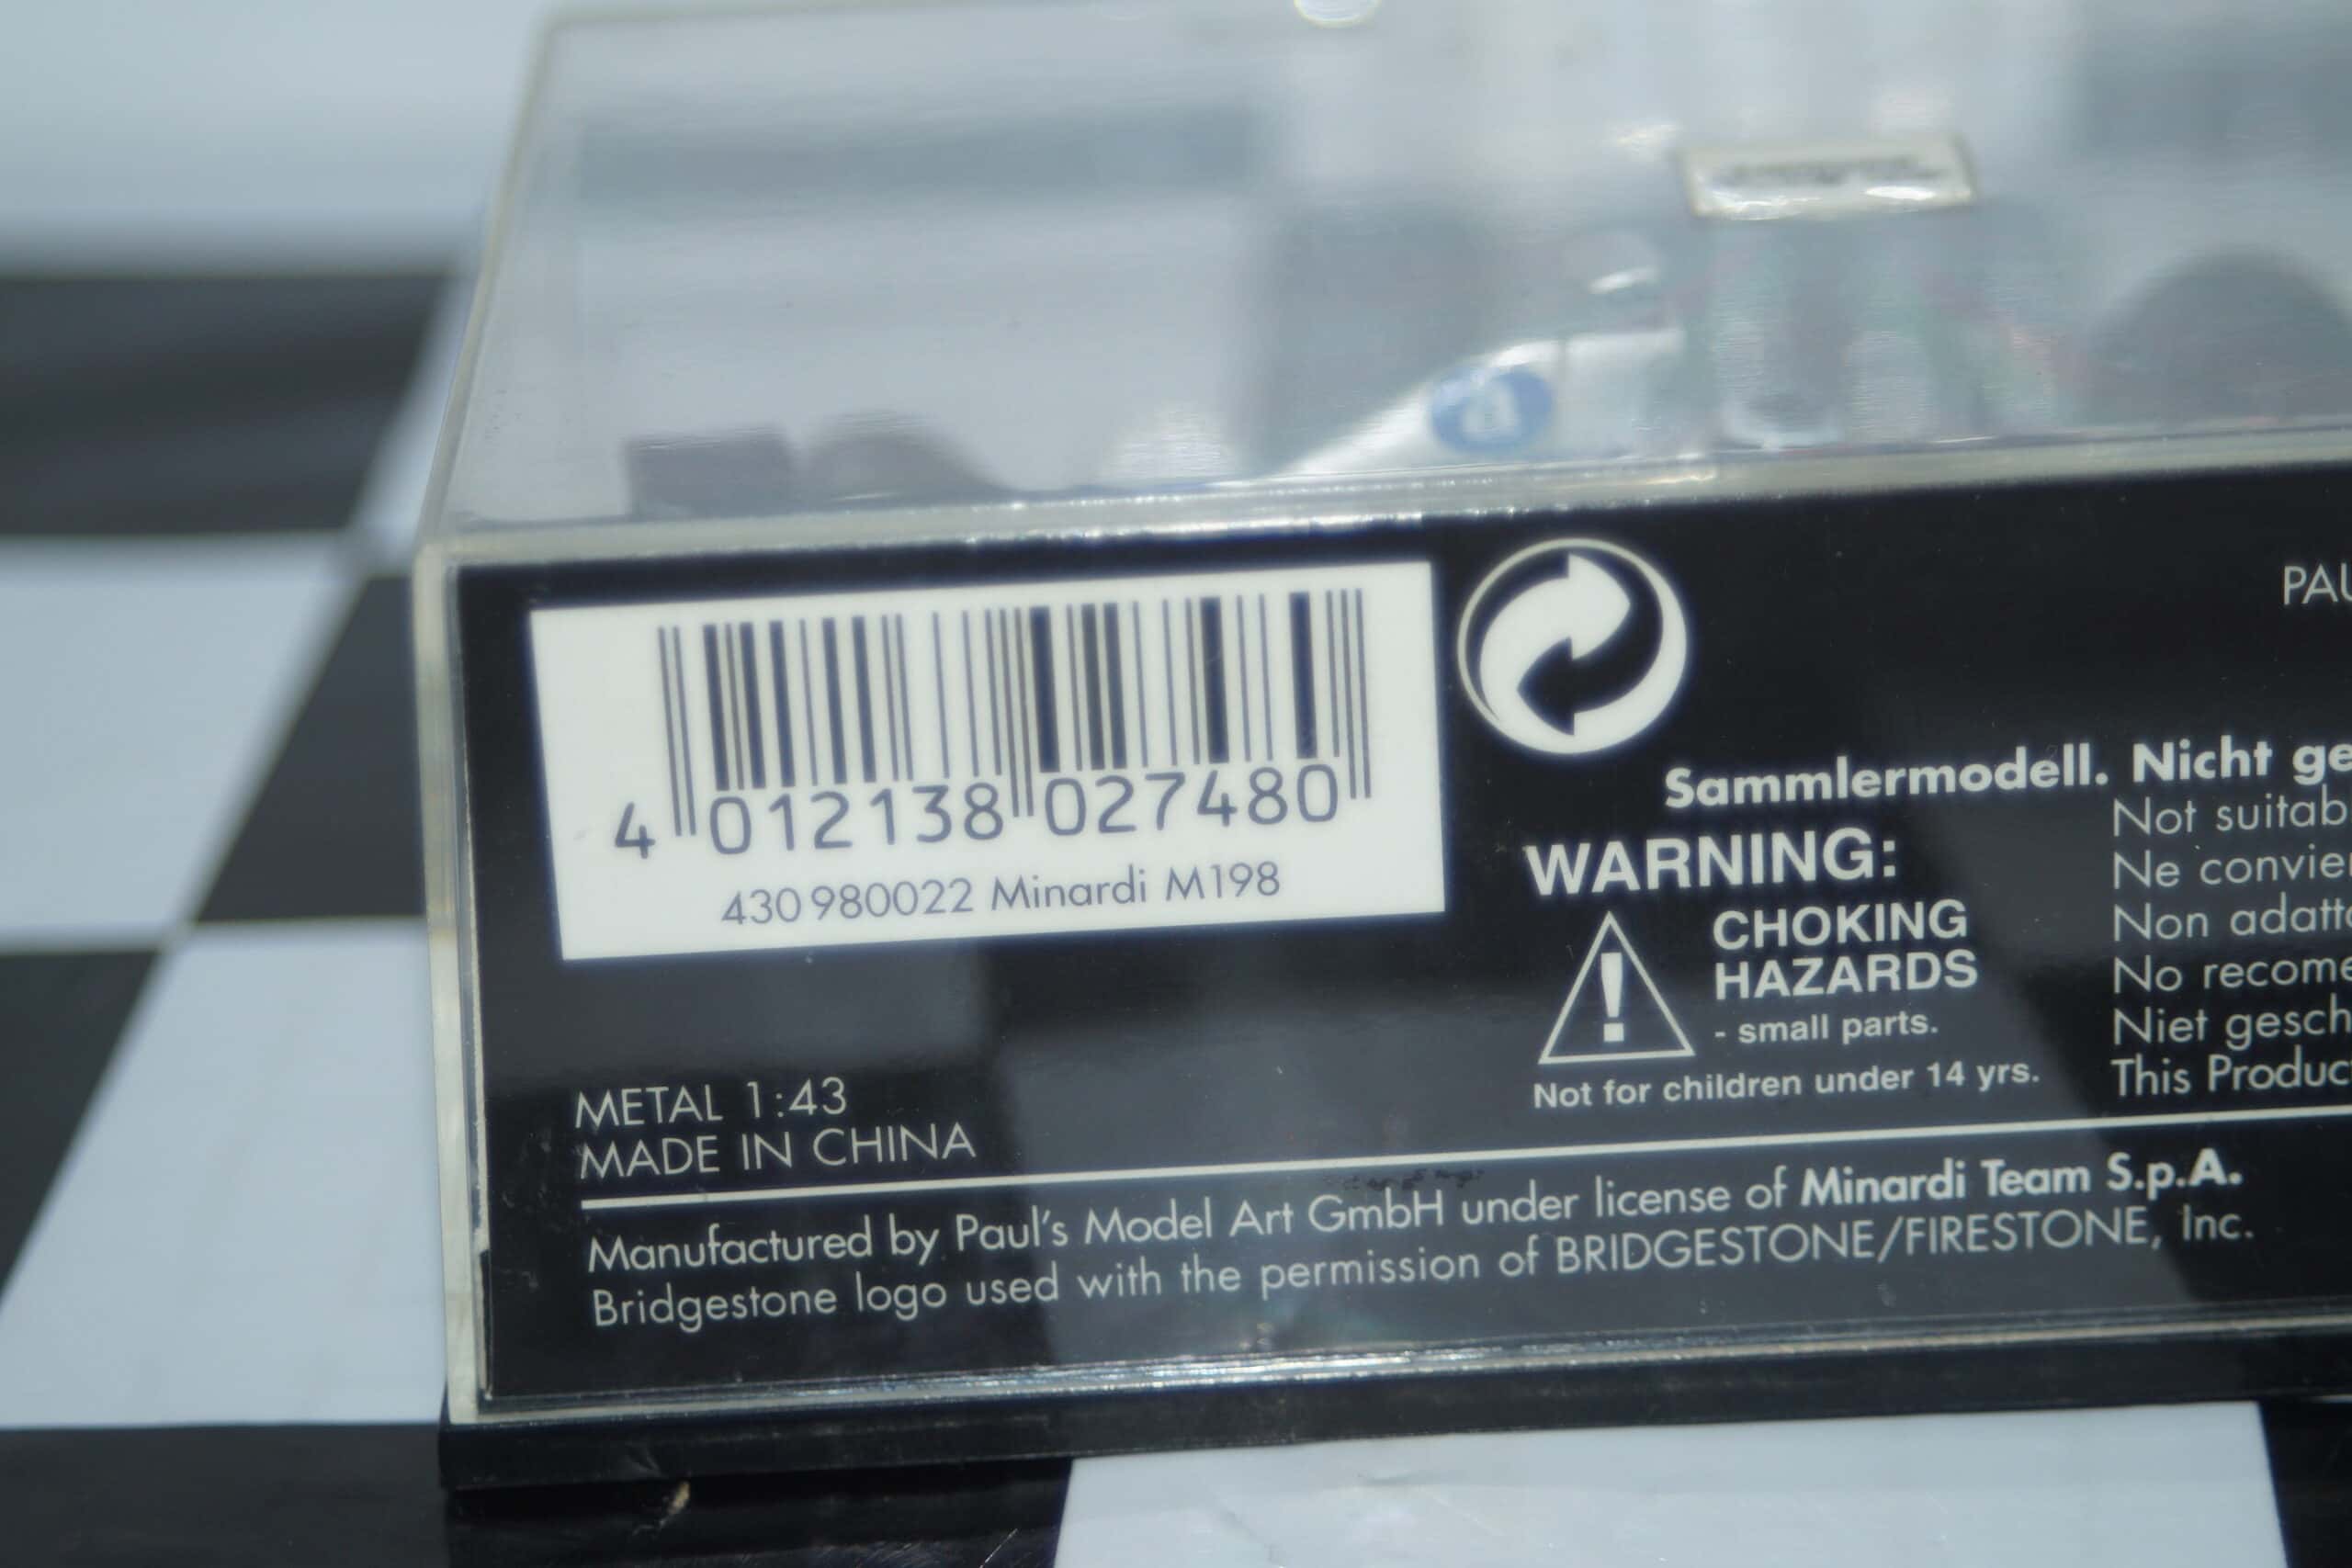 4 012138 027480
430 980022 Minardi M198
METAL 1:43
MADE IN CHINA
PAU
Sammlermodell. Nicht ge
WARNING:
CHOKING
HAZARDS
- small parts.
Not for children under 14 yrs.
Not suitab
Ne convie
Non adatt
No recome
Niet gesch
This Produc
Manufactured by Paul's Model Art GmbH under license of Minardi Team S.p.A.
Bridgestone logo used with the permission of BRIDGESTONE/FIRESTONE, Inc.